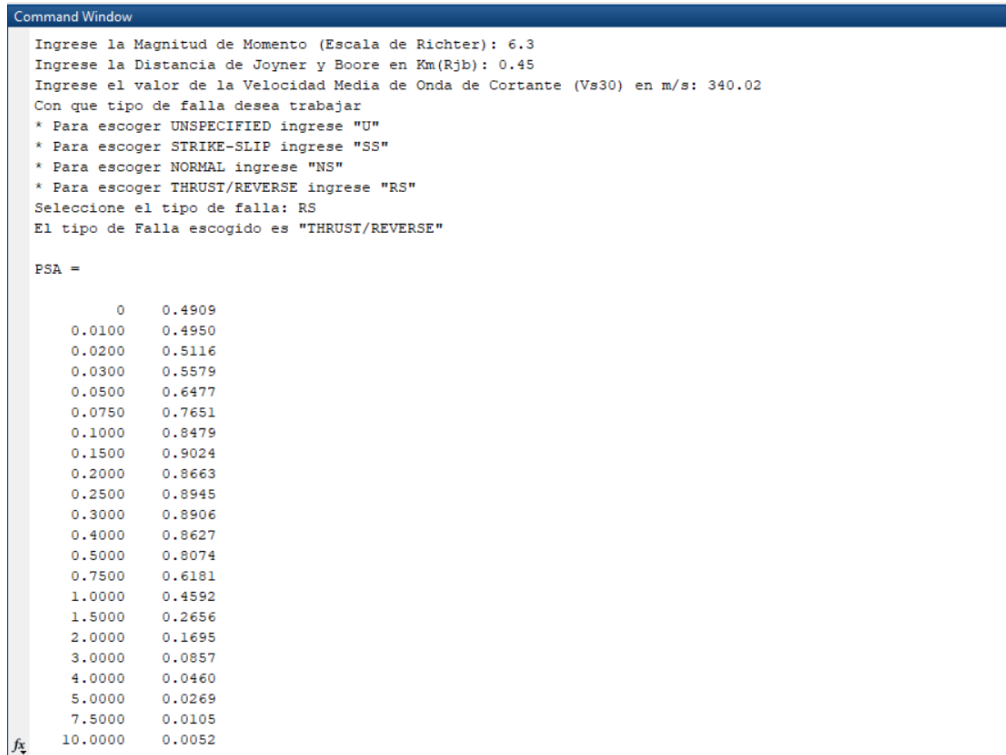 Command Window
Ingrese la Magnitud de Momento (Escala de Richter): 6.3
Ingrese la Distancia de Joyner y Boore en Km(Rjb): 0.45
Ingrese el valor de la Velocidad Media de Onda de Cortante (Vs30) en m/s: 340.02
Con que tipo de falla desea trabajar
* Para escoger UNSPECIFIED ingrese "U"
* Para escoger STRIKE-SLIP ingrese "SS"
* Para escoger NORMAL ingrese "NS"
* Para escoger THRUST/REVERSE ingrese "RS"
Seleccione el tipo de falla: RS
El tipo de Falla escogido es "THRUST/REVERSE"
PSA =
0 0.4909
0.0100 0.4950
0.0200 0.5116
0.0300 0.5579
0.0500 0.6477
0.0750 0.7651
0.1000 0.8479
0.1500 0.9024
0.2000 0.8663
0.2500 0.8945
0.3000 0.8906
0.4000 0.8627
0.5000 0.8074
0.7500 0.6181
1.0000 0.4592
1.5000 0.2656
2.0000 0.1695
3.0000 0.0857
4.0000 0.0460
5.0000 0.0269
7.5000 0.0105
fx 10.0000 0.0052